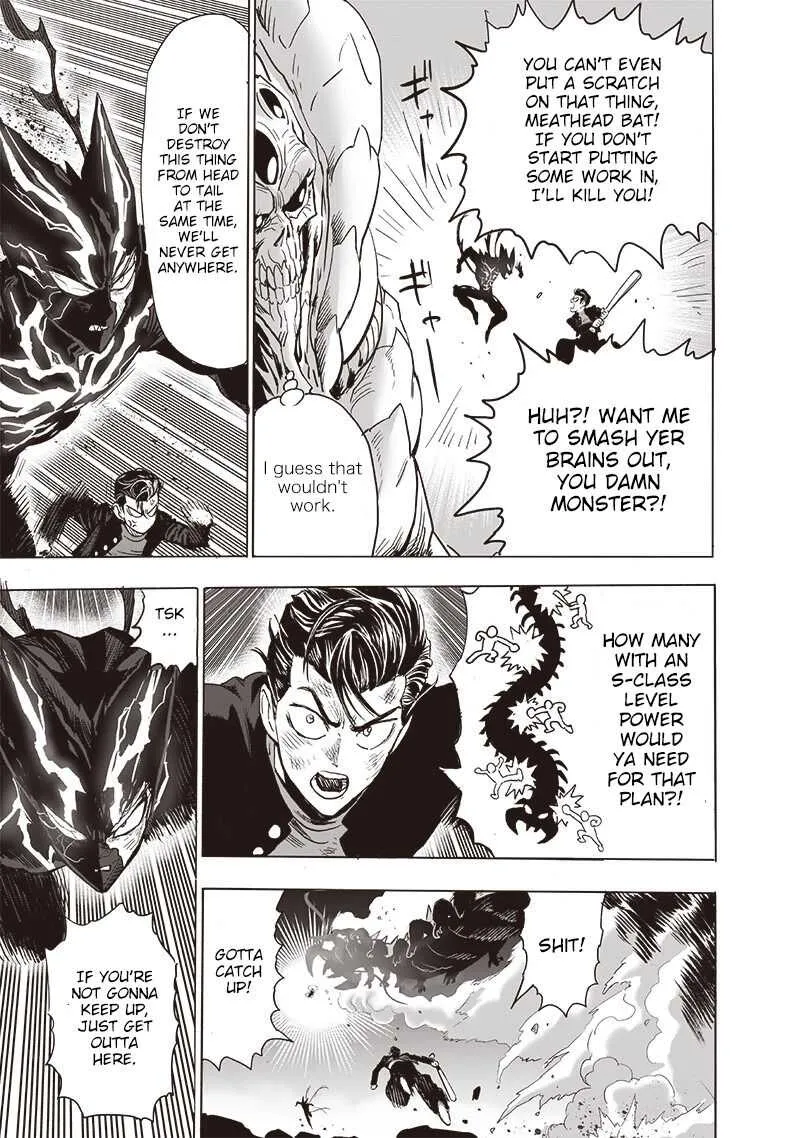 YOU CAN'T EVEN
PUT A SCRATCH
ON THAT THING,
MEATHEAD BAT!
IF YOU DON'T
START PUTTING
SOME WORK IN,
I'LL KILL YOU!
HUH?! WANT ME
TO SMASH YER
BRAINS OUT,
YOU DAMN
MONSTER?!
ギャ
ギャ
I guess that
wouldn't
work.
IF WE
DON'T
DESTROY
THIS THING
FROM HEAD
TO TAIL
AT THE
SAME TIME,
WE'LL
NEVER GET
ANYWHERE.
HOW MANY
WITH AN
S-CLASS
LEVEL
POWER
WOULD
YA NEED
FOR THAT
PLAN?!
TSK
...
IF YOU'RE
NOT GONNA
KEEP UP,
JUST GET
OUTTA
HERE.
SHIT!
GOTTA
CATCH
UP!